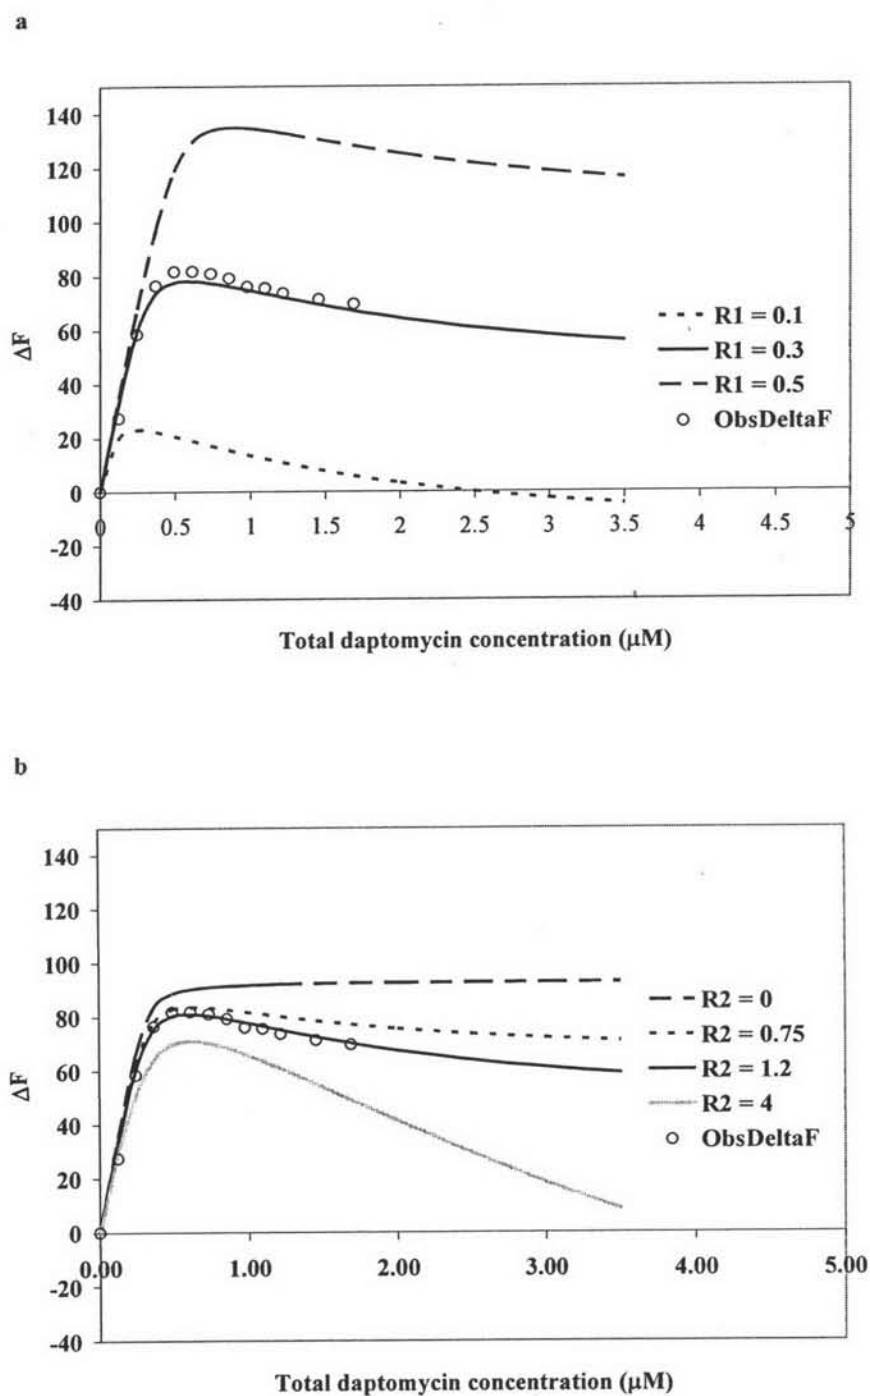 a
140
120
100
80
60
40
20
0
-20
-40
ΔF
0 0.5 1 1.5 2 2.5 3 3.5 4 4.5 5
R1 = 0.1
R1 = 0.3
R1 = 0.5
ObsDeltaF
Total daptomycin concentration (μM)
b
140
120
100
80
60
40
20
0
-20
-40
ΔF
0.00 1.00 2.00 3.00 4.00 5.00
R2 = 0
R2 = 0.75
R2 = 1.2
R2 = 4
ObsDeltaF
Total daptomycin concentration (μM)